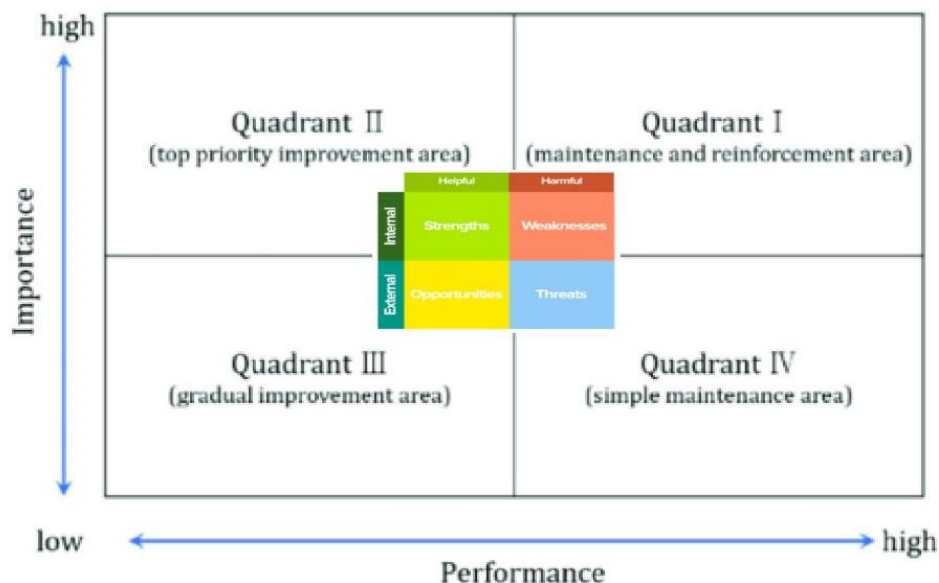 high
Quadrant Ⅱ
(top priority improvement area)
Quadrant Ⅰ
(maintenance and reinforcement area)
Helpful
Harmful
Internal
Strengths
Weaknesses
External
Opportunities
Threats
Importance
Quadrant Ⅲ
(gradual improvement area)
Quadrant Ⅳ
(simple maintenance area)
low
high
Performance